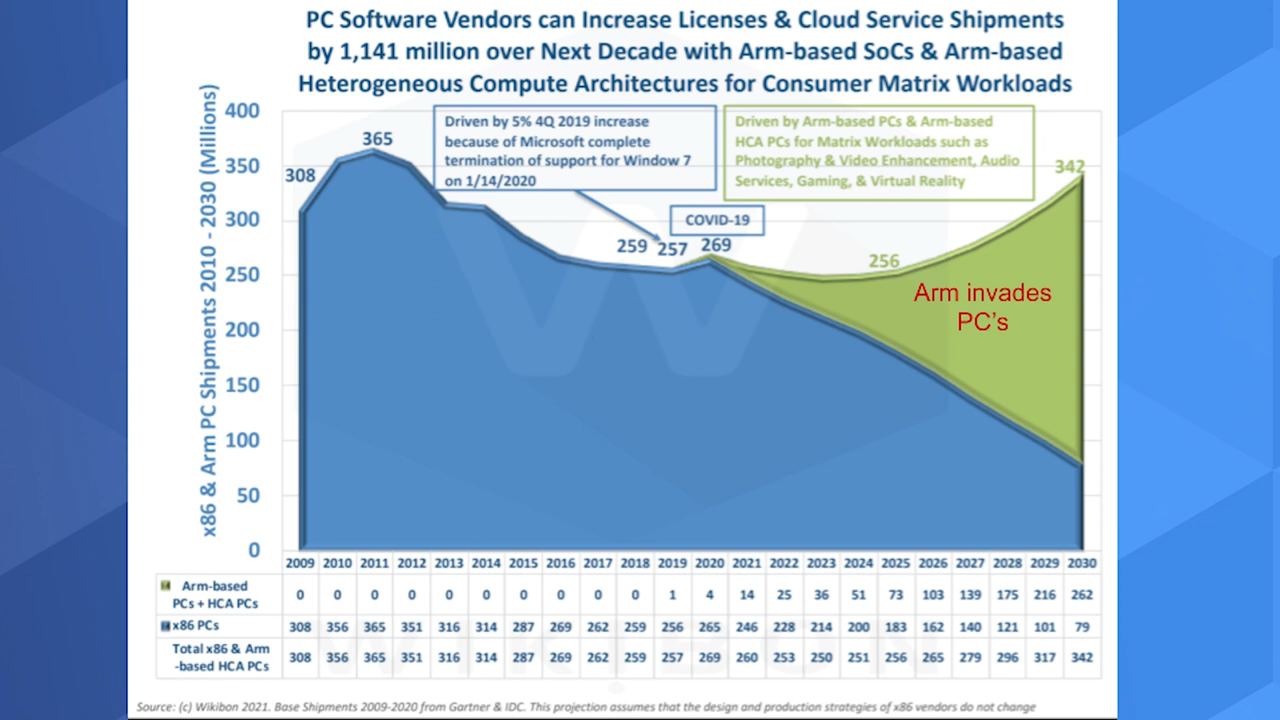 PC Software Vendors can Increase Licenses & Cloud Service Shipments
by 1,141 million over Next Decade with Arm-based SoCs & Arm-based
Heterogeneous Compute Architectures for Consumer Matrix Workloads
x86 & Arm PC Shipments 2010 - 2030 (Millions)
400
350
300
250
200
150
100
50
0
Driven by 5% 4Q 2019 increase
because of Microsoft complete
termination of support for Window 7
on 1/14/2020
Driven by Arm-based PCs & Arm-based
HCA PCs for Matrix Workloads such as
Photography & Video Enhancement, Audio
Services, Gaming, & Virtual Reality
COVID-19
308
365
259
257
269
256
342
Arm invades
PC's
2009 2010 2011 2012 2013 2014 2015 2016 2017 2018 2019 2020 2021 2022 2023 2024 2025 2026 2027 2028 2029 2030
Arm-based
PCs + HCA PCs
0 0 0 0 0 0 0 0 0 0 1 4 14 25 36 51 73 103 139 175 216 262
x86 PCs 308 356 365 351 316 314 287 269 262 259 256 265 246 228 214 200 183 162 140 121 101 79
Total x86 & Arm
-based HCA PCs
308 356 365 351 316 314 287 269 262 259 257 269 260 253 250 251 256 265 279 296 317 342
Source: (c) Wikibon 2021. Base Shipments 2009-2020 from Gartner & IDC. This projection assumes that the design and production strategies of x86 vendors do not change